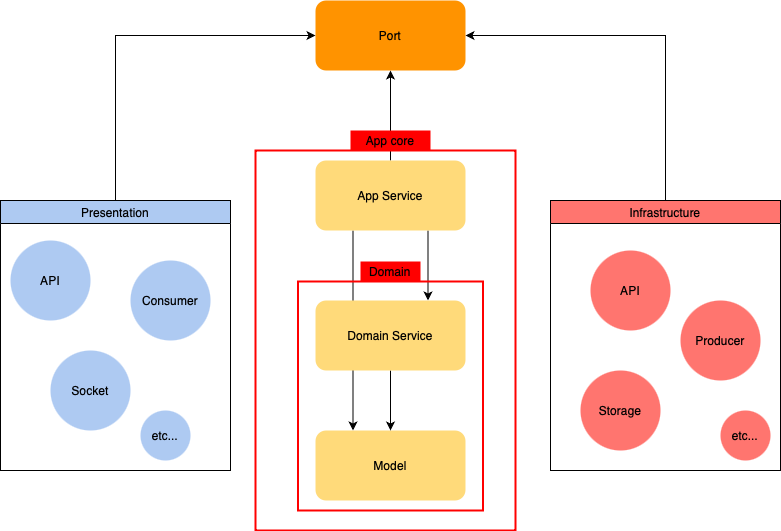 Port
App core
App Service
Presentation
Infrastructure
Domain
API
Consumer
Socket
etc...
Domain Service
Model
API
Producer
Storage
etc...